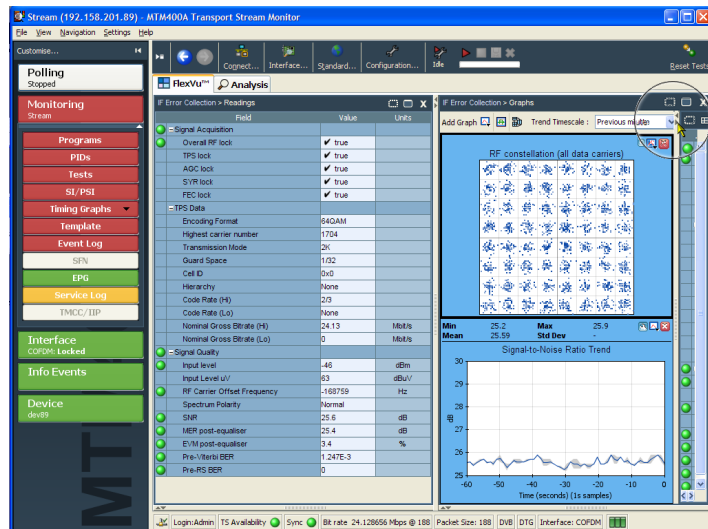 Stream (192.158.201.89) - MTM400A Transport Stream Monitor
File View Navigation Settings Help
Customise...
Polling
Stopped
Monitoring
Stream
Programs
PIDs
Tests
SI/PSI
Timing Graphs
Template
Event Log
SFN
EPG
Service Log
TMCC/IIP
Interface
COFDM: Locked
Info Events
Device
dev89
Connect... Interface... Standard... Configuration... Idle Reset Tests
FlexVu™ Analysis
IF Error Collection > Readings
Field Value Units
Signal Acquisition
Overall RF lock true
TPS lock true
AGC lock true
SYR lock true
FEC lock true
TPS Data
Encoding Format 64QAM
Highest carrier number 1704
Transmission Mode 2K
Guard Space 1/32
Cell ID 0x0
Hierarchy None
Code Rate (Hi) 2/3
Code Rate (Lo) None
Nominal Gross Bitrate (Hi) 24.13 Mbit/s
Nominal Gross Bitrate (Lo) 0 Mbit/s
Signal Quality
Input level -46 dBm
Input Level uV 63 dBuV
RF Carrier Offset Frequency -168759 Hz
Spectrum Polarity Normal
SNR 25.6 dB
MER post-equaliser 25.4 dB
EVM post-equaliser 3.4 %
Pre-Viterbi BER 1.247E-3
Pre-RS BER 0
IF Error Collection > Graphs
Add Graph Trend Timescale : Previous minute
RF constellation (all data carriers)
Min 25.2 Max 25.9
Mean 25.59 Std Dev -
Signal-to-Noise Ratio Trend
30
29
28
27
26
25
dB
-60 -50 -40 -30 -20 -10 0
Time (seconds) (1s samples)
Login:Admin TS Availability Sync Bit rate 24.128656 Mbps @ 188 Packet Size: 188 DVB DTG Interface: COFDM